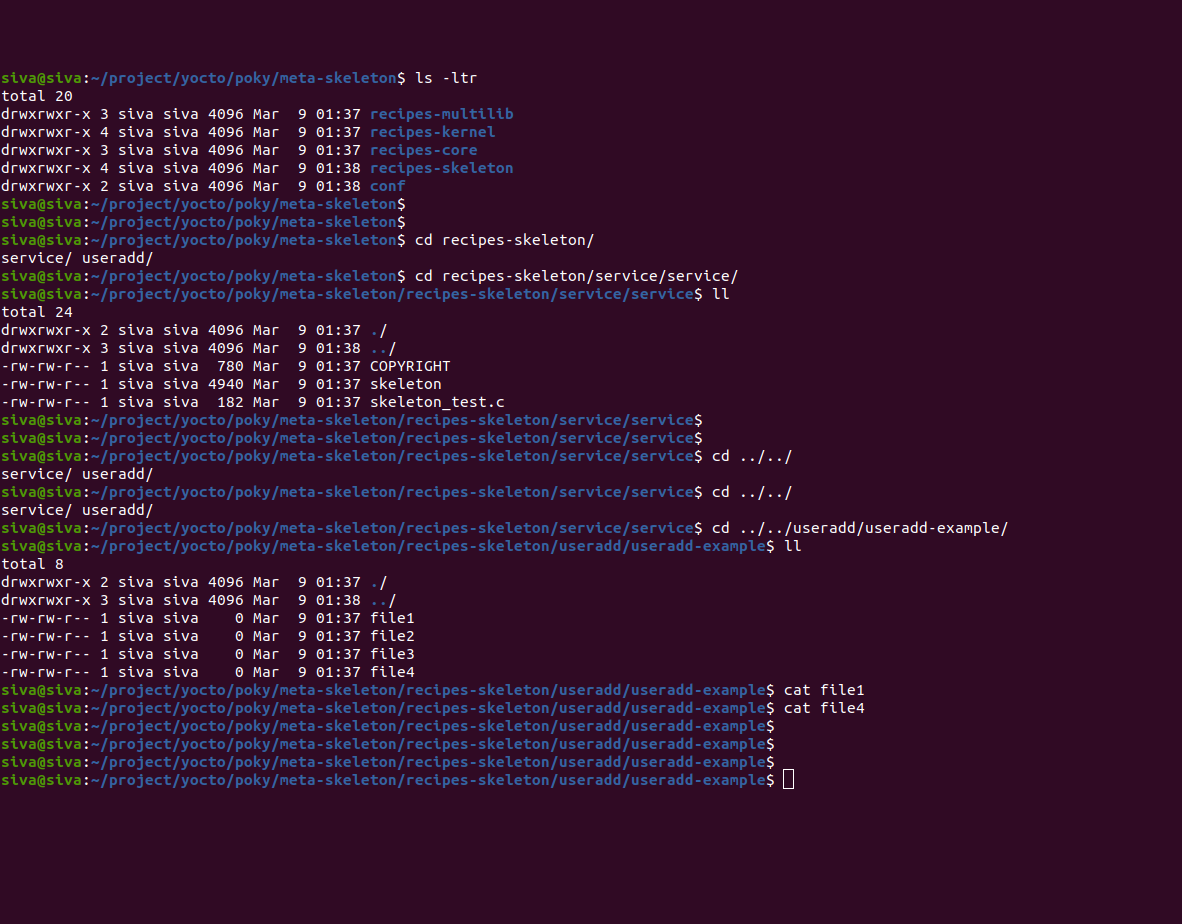 siva@siva:~/project/yocto/poky/meta-skeleton$ ls -ltr
total 20
drwxrwxr-x 3 siva siva 4096 Mar  9 01:37 recipes-multilib
drwxrwxr-x 4 siva siva 4096 Mar  9 01:37 recipes-kernel
drwxrwxr-x 3 siva siva 4096 Mar  9 01:37 recipes-core
drwxrwxr-x 4 siva siva 4096 Mar  9 01:38 recipes-skeleton
drwxrwxr-x 2 siva siva 4096 Mar  9 01:38 conf
siva@siva:~/project/yocto/poky/meta-skeleton$
siva@siva:~/project/yocto/poky/meta-skeleton$
siva@siva:~/project/yocto/poky/meta-skeleton$ cd recipes-skeleton/
service/ useradd/
siva@siva:~/project/yocto/poky/meta-skeleton$ cd recipes-skeleton/service/service/
siva@siva:~/project/yocto/poky/meta-skeleton/recipes-skeleton/service/service$ ll
total 24
drwxrwxr-x 2 siva siva 4096 Mar  9 01:37 ./
drwxrwxr-x 3 siva siva 4096 Mar  9 01:38 ../
-rw-rw-r-- 1 siva siva  780 Mar  9 01:37 COPYRIGHT
-rw-rw-r-- 1 siva siva 4940 Mar  9 01:37 skeleton
-rw-rw-r-- 1 siva siva  182 Mar  9 01:37 skeleton_test.c
siva@siva:~/project/yocto/poky/meta-skeleton/recipes-skeleton/service/service$
siva@siva:~/project/yocto/poky/meta-skeleton/recipes-skeleton/service/service$
siva@siva:~/project/yocto/poky/meta-skeleton/recipes-skeleton/service/service$ cd ../../
service/ useradd/
siva@siva:~/project/yocto/poky/meta-skeleton/recipes-skeleton/service/service$ cd ../../
service/ useradd/
siva@siva:~/project/yocto/poky/meta-skeleton/recipes-skeleton/service/service$ cd ../../useradd/useradd-example/
siva@siva:~/project/yocto/poky/meta-skeleton/recipes-skeleton/useradd/useradd-example$ ll
total 8
drwxrwxr-x 2 siva siva 4096 Mar  9 01:37 ./
drwxrwxr-x 3 siva siva 4096 Mar  9 01:38 ../
-rw-rw-r-- 1 siva siva    0 Mar  9 01:37 file1
-rw-rw-r-- 1 siva siva    0 Mar  9 01:37 file2
-rw-rw-r-- 1 siva siva    0 Mar  9 01:37 file3
-rw-rw-r-- 1 siva siva    0 Mar  9 01:37 file4
siva@siva:~/project/yocto/poky/meta-skeleton/recipes-skeleton/useradd/useradd-example$ cat file1
siva@siva:~/project/yocto/poky/meta-skeleton/recipes-skeleton/useradd/useradd-example$ cat file4
siva@siva:~/project/yocto/poky/meta-skeleton/recipes-skeleton/useradd/useradd-example$
siva@siva:~/project/yocto/poky/meta-skeleton/recipes-skeleton/useradd/useradd-example$
siva@siva:~/project/yocto/poky/meta-skeleton/recipes-skeleton/useradd/useradd-example$
siva@siva:~/project/yocto/poky/meta-skeleton/recipes-skeleton/useradd/useradd-example$